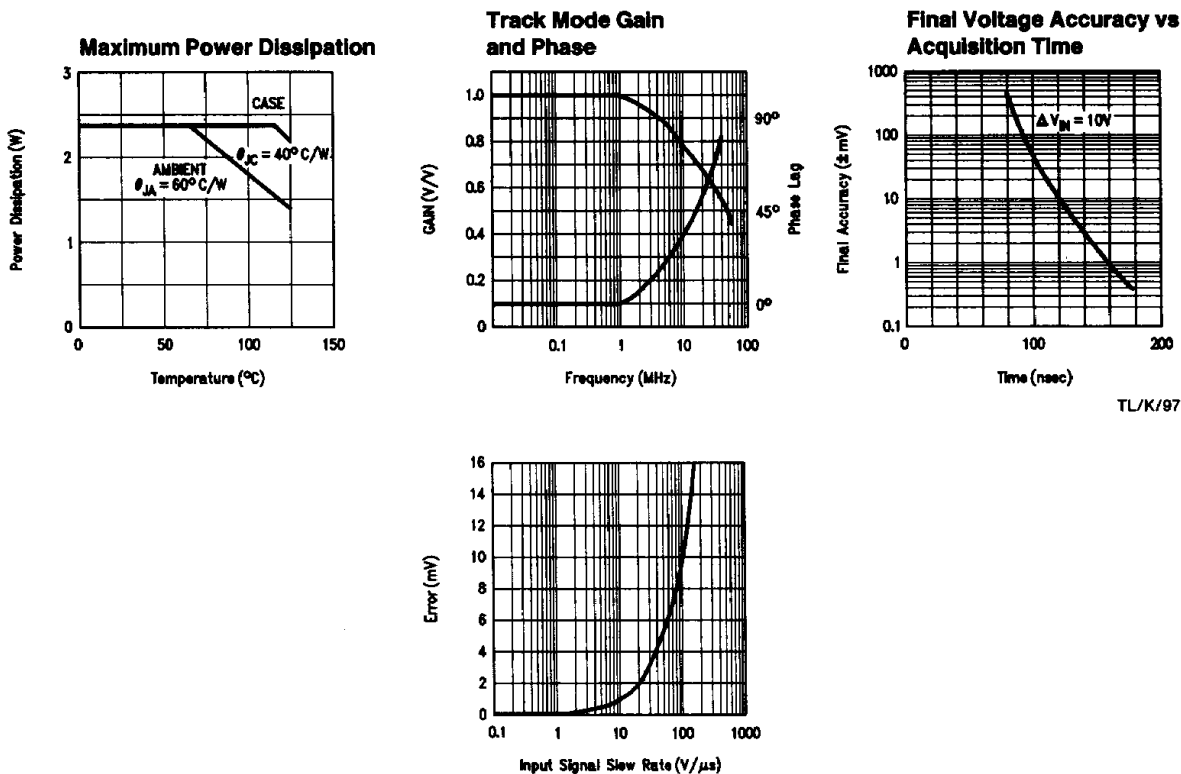 Maximum Power Dissipation
3
2
1
0
Power Dissipation (W)
CASE
θJC = 40° C/W
AMBIENT
θJA = 60° C/W
0 50 100 150
Temperature (°C)
Track Mode Gain
and Phase
1.0
0.8
0.6
0.4
0.2
0
GAIN (V/V)
90°
45°
0°
Phase Lag
0.1 1 10 100
Frequency (MHz)
Final Voltage Accuracy vs
Acquisition Time
1000
100
10
1
0.1
Final Accuracy (±mV)
Δ VIN = 10V
0 100 200
Time (nsec)
TL/K/97
16
14
12
10
8
6
4
2
0
Error (mV)
0.1 1 10 100 1000
Input Signal Slew Rate (V/μs)